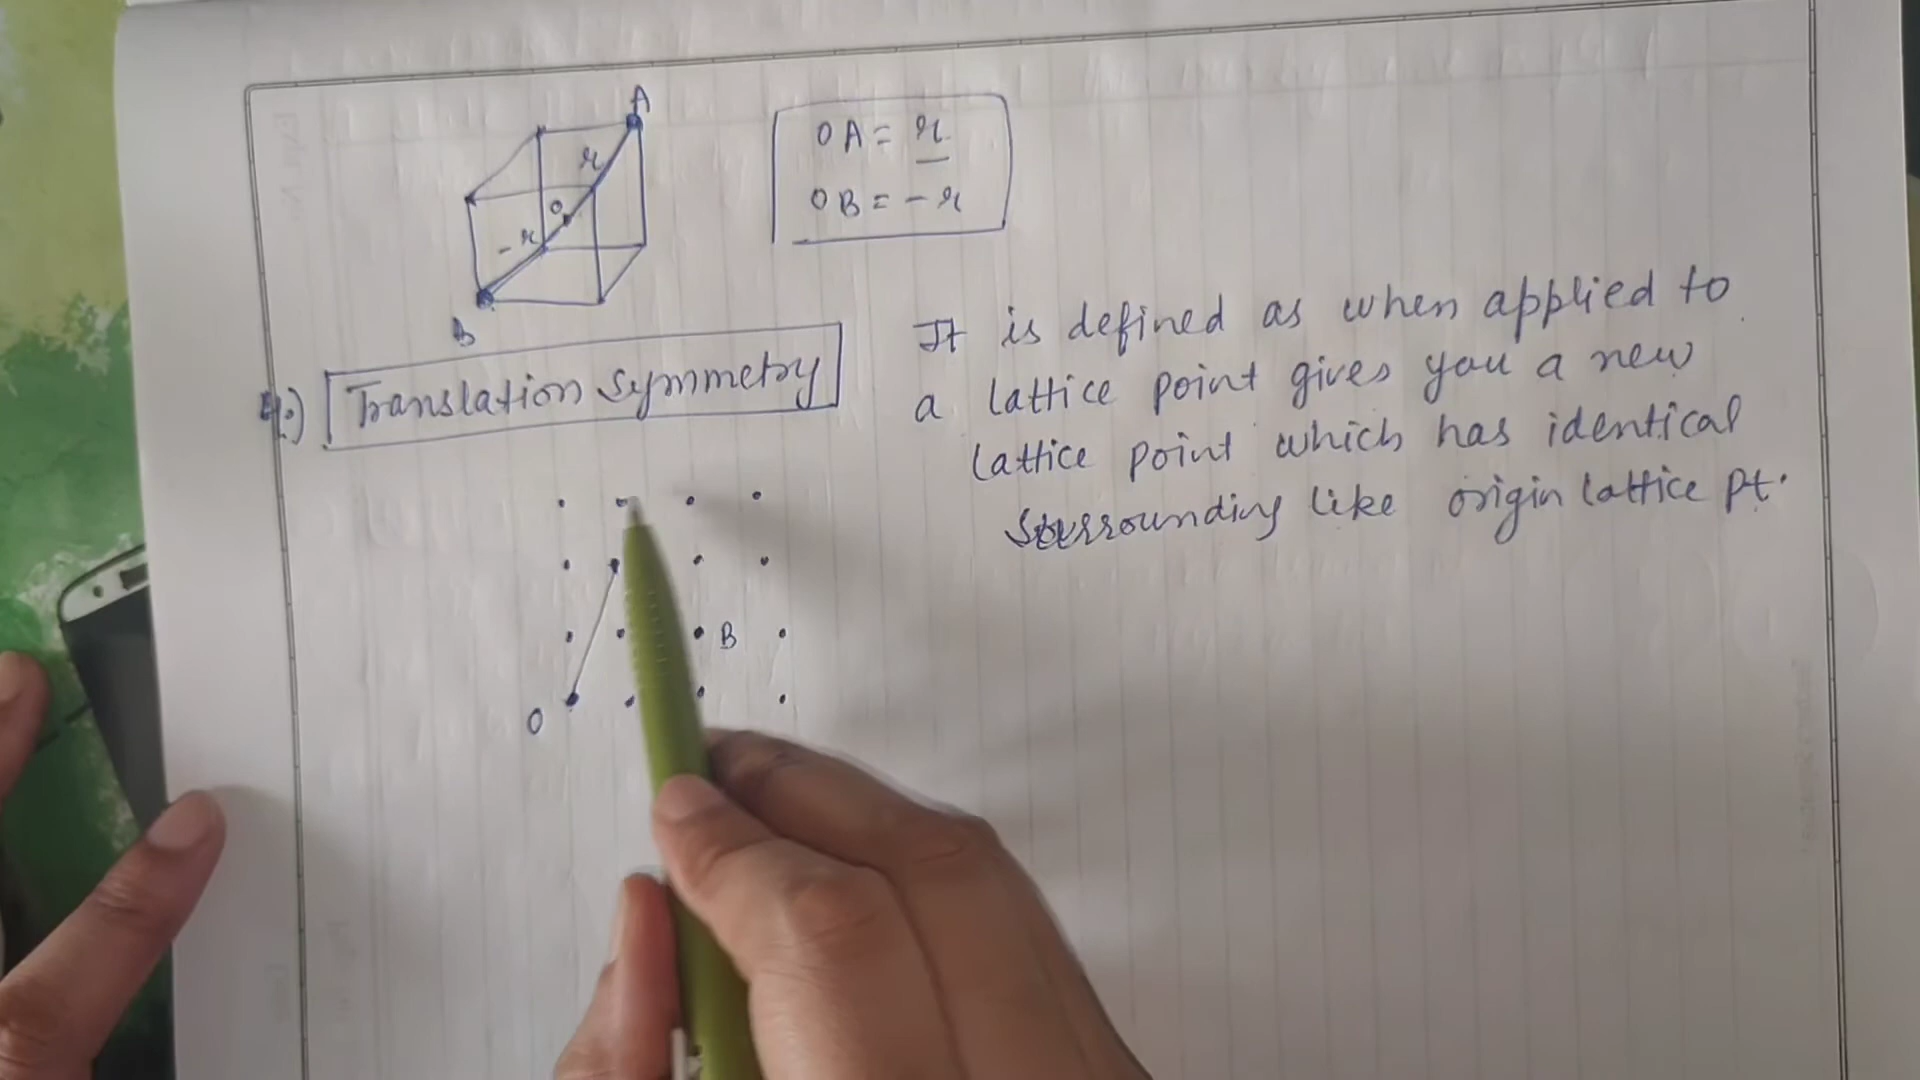 A
r
O
-r
B
OA = r
OB = -r
4.) Translation Symmetry
It is defined as when applied to
a lattice point gives you a new
lattice point which has identical
surrounding like origin lattice pt.
B
O